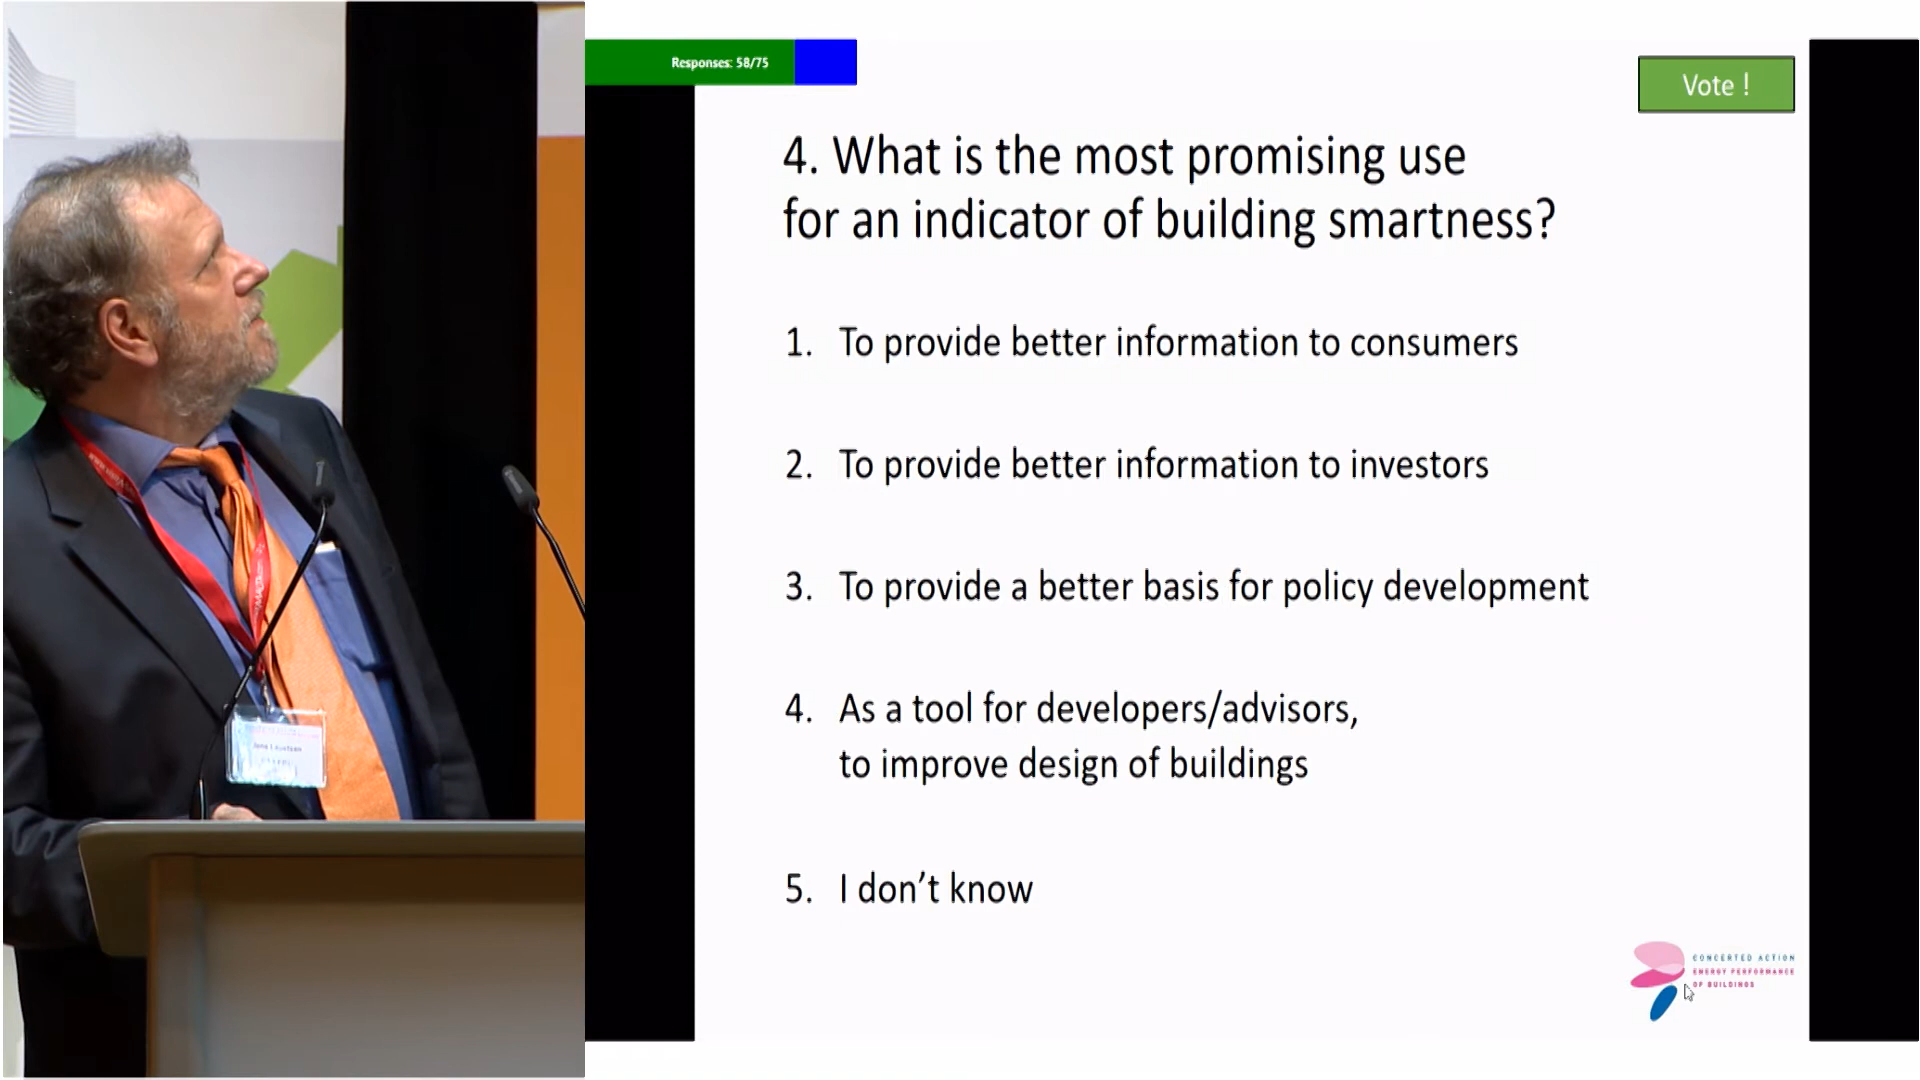 Responses: 58/75
Vote !
4. What is the most promising use
for an indicator of building smartness?
1. To provide better information to consumers
2. To provide better information to investors
3. To provide a better basis for policy development
4. As a tool for developers/advisors,
to improve design of buildings
5. I don’t know
CONCERTED ACTION
ENERGY PERFORMANCE
OF BUILDINGS